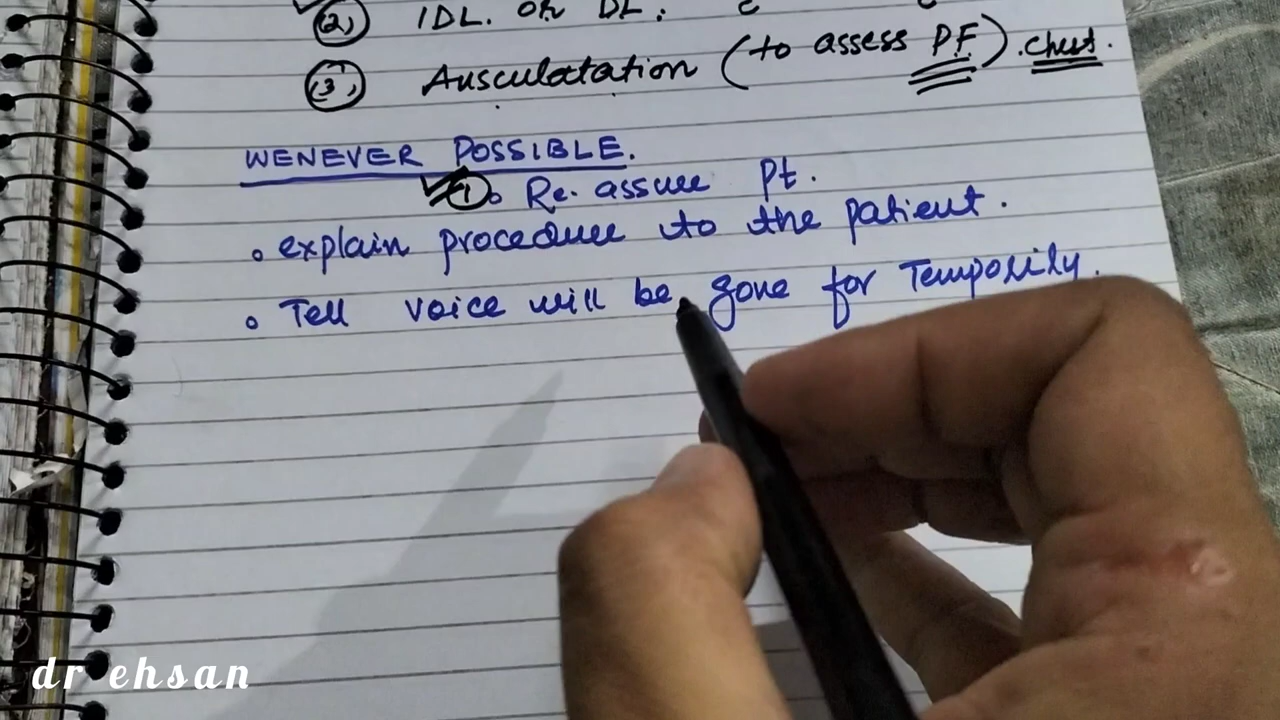 (2) IDL. or DL.
(3) Ausculatation (to assess PF). chest.
WENEVER POSSIBLE.
(1) Re. assure Pt.
• explain procedure to the patient.
• Tell voice will be gone for Temporily.
dr ehsan